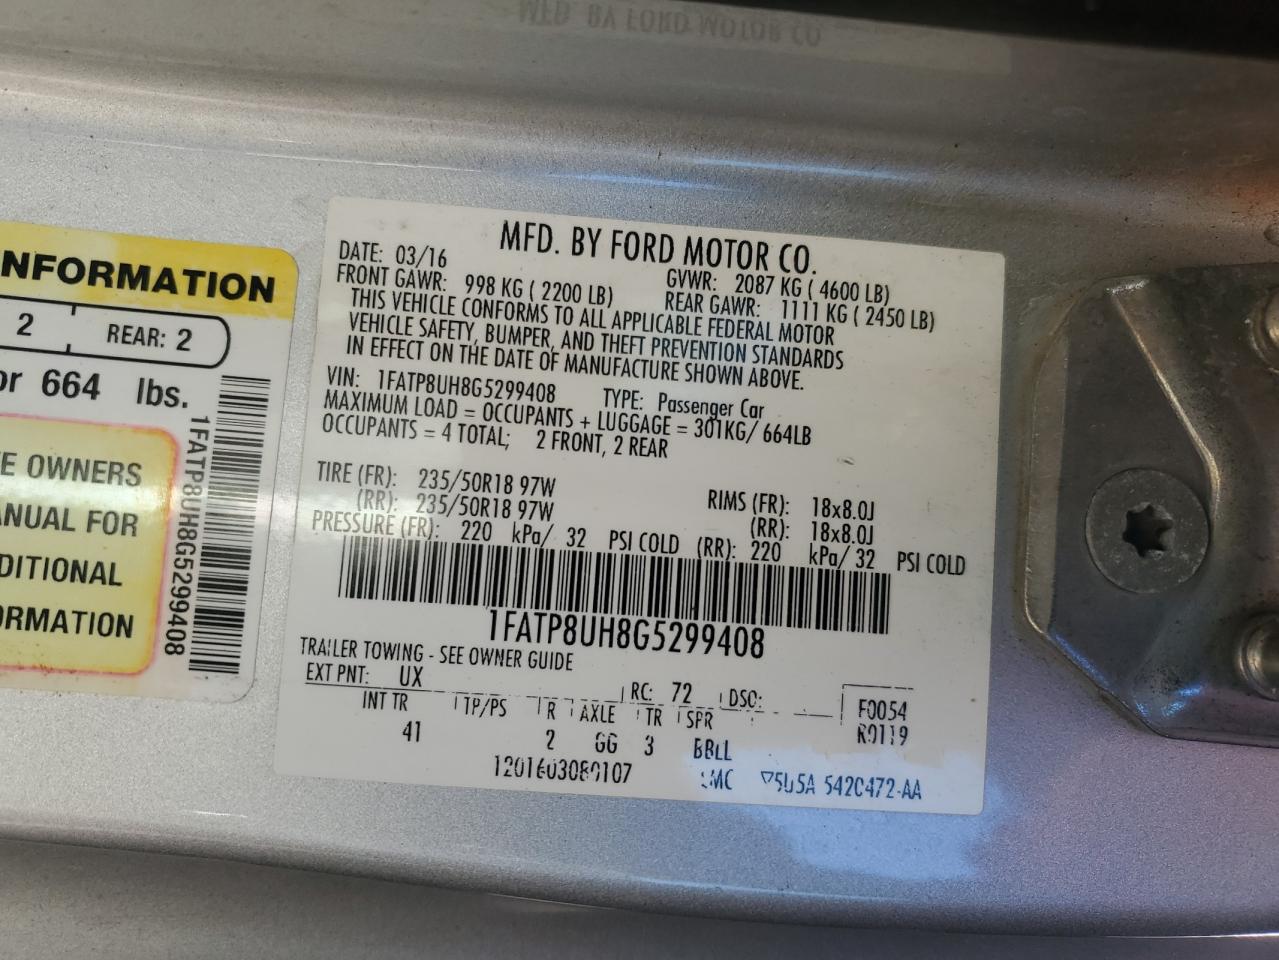 MFD. BY FORD MOTOR CO.
NFORMATION
2 REAR: 2
or 664 lbs.
E OWNERS
ANUAL FOR
DITIONAL
ORMATION
1FATP8UH8G5299408
MFD. BY FORD MOTOR CO.
DATE: 03/16 GVWR: 2087 KG ( 4600 LB)
FRONT GAWR: 998 KG ( 2200 LB) REAR GAWR: 1111 KG ( 2450 LB)
THIS VEHICLE CONFORMS TO ALL APPLICABLE FEDERAL MOTOR
VEHICLE SAFETY, BUMPER, AND THEFT PREVENTION STANDARDS
IN EFFECT ON THE DATE OF MANUFACTURE SHOWN ABOVE.
VIN: 1FATP8UH8G5299408 TYPE: Passenger Car
MAXIMUM LOAD = OCCUPANTS + LUGGAGE = 301KG/ 664LB
OCCUPANTS = 4 TOTAL; 2 FRONT, 2 REAR
TIRE (FR): 235/50R18 97W RIMS (FR): 18x8.0J
(RR): 235/50R18 97W (RR): 18x8.0J
PRESSURE (FR): 220 kPa/ 32 PSI COLD (RR): 220 kPa/ 32 PSI COLD
1FATP8UH8G5299408
TRAILER TOWING - SEE OWNER GUIDE
EXT PNT: UX RC: 72 DSO: F0054
INT TR TP/PS R AXLE TR SPR R0119
41 2 GG 3 BBLL
1201603080107 5420472-AA